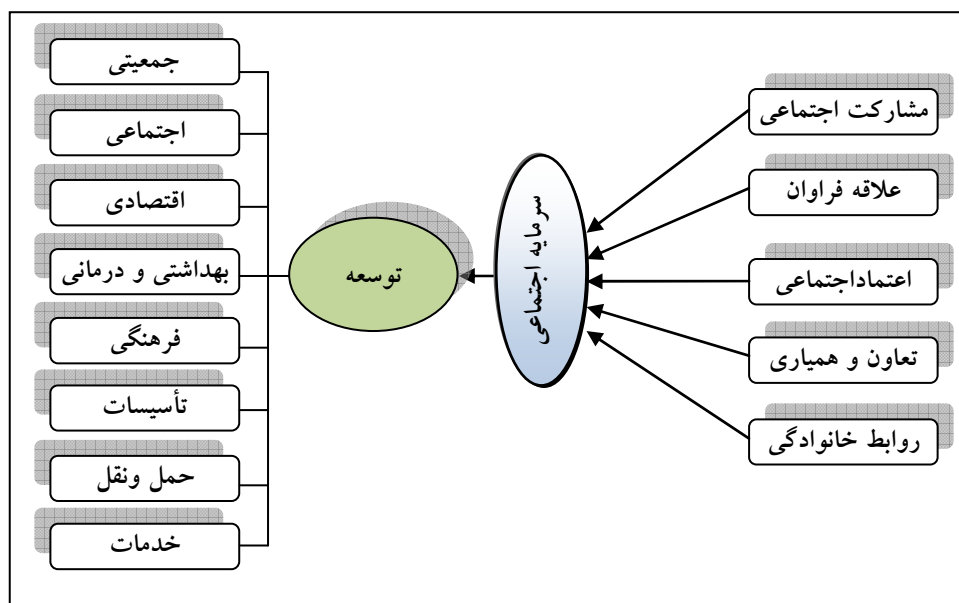 مشارکت اجتماعی
علاقه فراوان
اعتماداجتماعی
تعاون و همیاری
روابط خانوادگی
سرمایه اجتماعی
توسعه
جمعیتی
اجتماعی
اقتصادی
بهداشتی و درمانی
فرهنگی
تأسیسات
حمل ونقل
خدمات